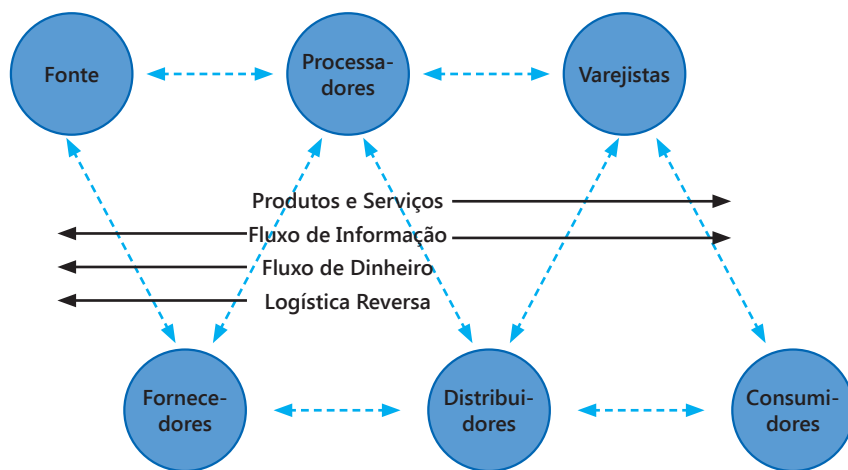 Fonte
Processa-
dores
Varejistas
Produtos e Serviços
Fluxo de Informação
Fluxo de Dinheiro
Logística Reversa
Fornece-
dores
Distribui-
dores
Consumi-
dores